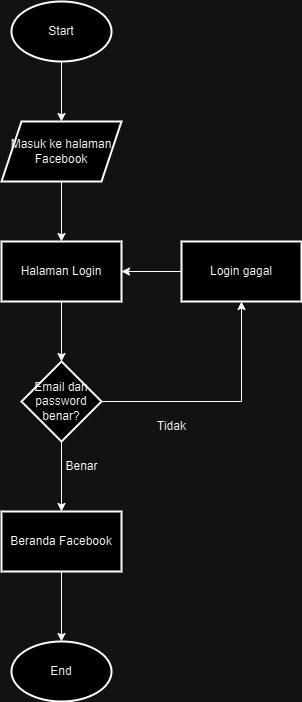 Start
Masuk ke halaman
Facebook
Halaman Login
Login gagal
Email dan
password
benar?
Tidak
Benar
Beranda Facebook
End